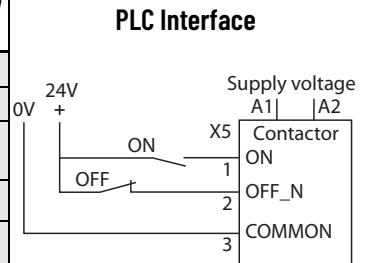 PLC Interface
Supply voltage
24V
A1 A2
0V +
X5 Contactor
ON ON
1
OFF OFF_N
2
COMMON
3